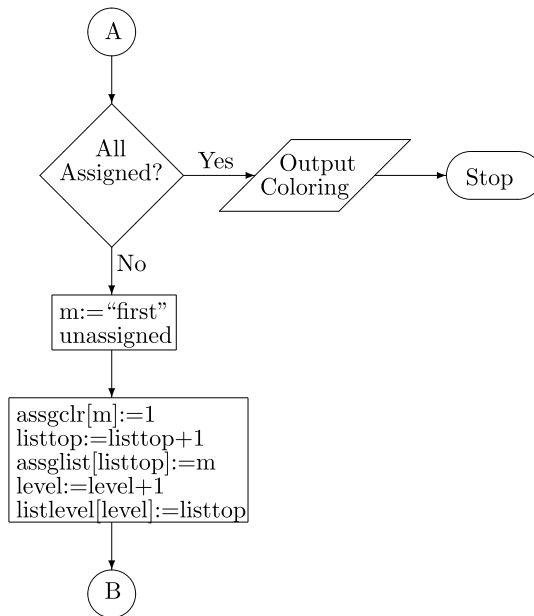 A
All
Assigned?
Yes
Output
Coloring
Stop
No
m:=“first”
unassigned
assgclr[m]:=1
listtop:=listtop+1
assglist[listtop]:=m
level:=level+1
listlevel[level]:=listtop
B